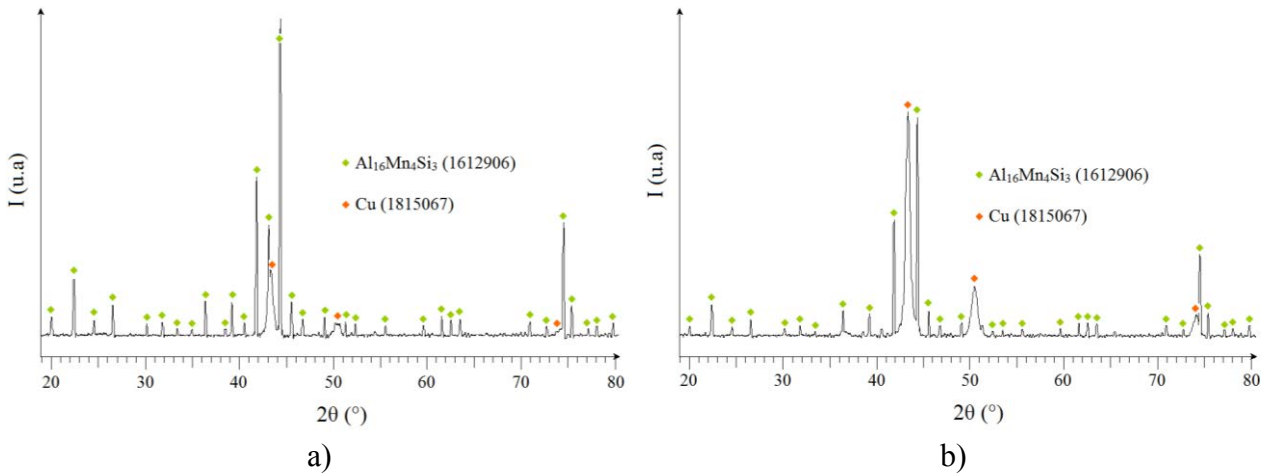 I (u.a)
Al₁₆Mn₄Si₃ (1612906)
Cu (1815067)
20 30 40 50 60 70 80
2θ (°)
a)
I (u.a)
Al₁₆Mn₄Si₃ (1612906)
Cu (1815067)
20 30 40 50 60 70 80
2θ (°)
b)